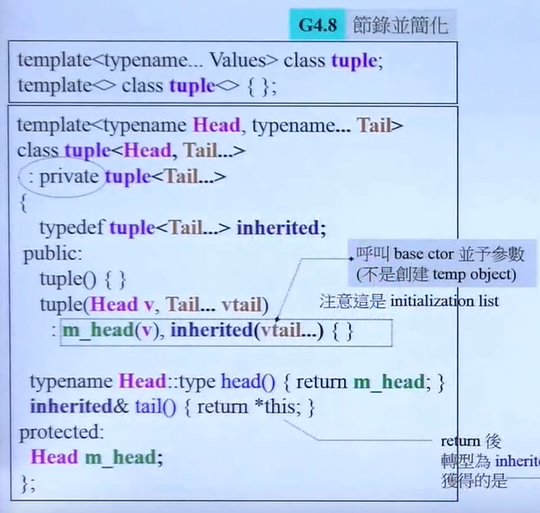 G4.8 節錄並簡化
template<typename... Values> class tuple;
template<> class tuple<> { };
template<typename Head, typename... Tail>
class tuple<Head, Tail...>
: private tuple<Tail...>
{
typedef tuple<Tail...> inherited;
public:
呼叫 base ctor 並予參數
(不是創建 temp object)
tuple() { }
tuple(Head v, Tail... vtail)
注意這是 initialization list
: m_head(v), inherited(vtail...) { }
typename Head::type head() { return m_head; }
inherited& tail() { return *this; }
protected:
return 後
Head m_head;
轉型為 inherite
};
獲得的是